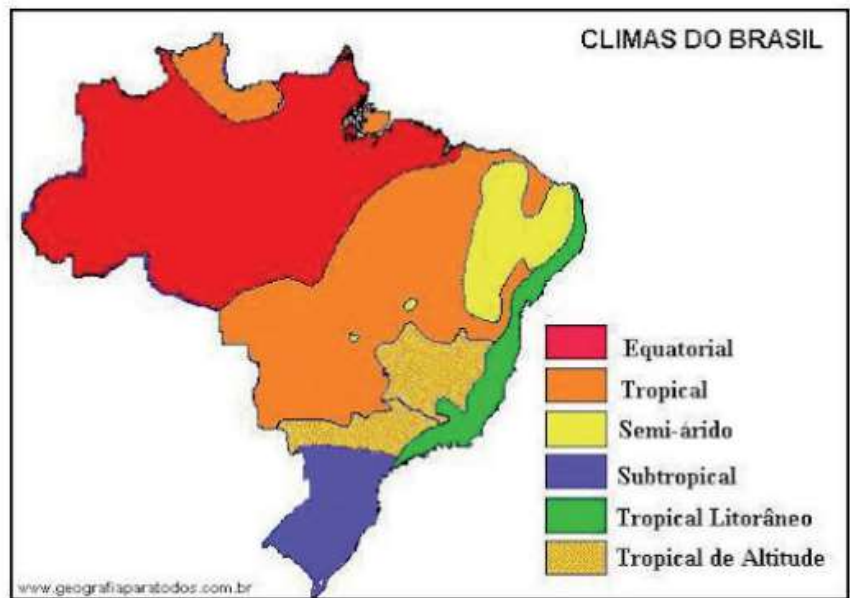 CLIMAS DO BRASIL
Equatorial
Tropical
Semi-árido
Subtropical
Tropical Litorâneo
Tropical de Altitude
www.geografiaparatodos.com.br